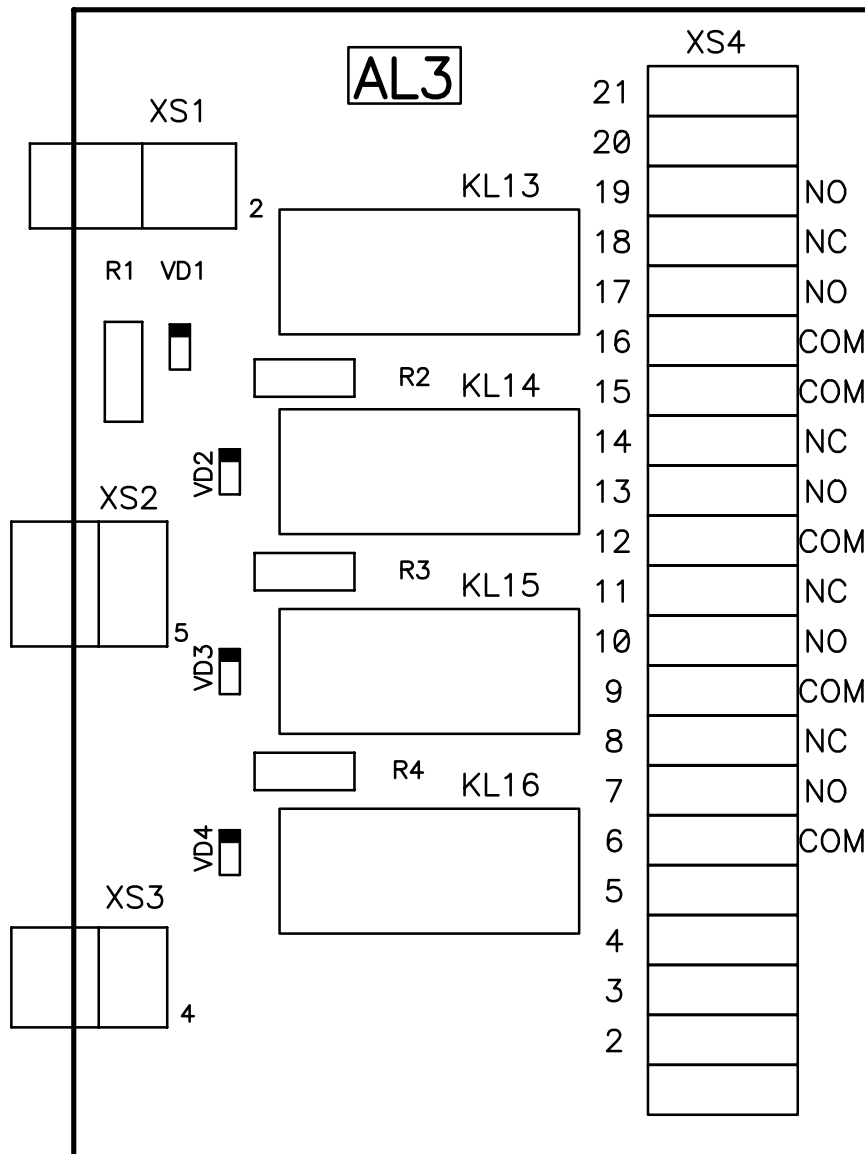 XS4
AL3
21
XS1
20
KL13
19 NO
2
18 NC
R1 VD1
17 NO
16 COM
R2
KL14
15 COM
14 NC
VD2
XS2
13 NO
12 COM
R3
KL15
11 NC
5
10 NO
VD3
9 COM
8 NC
R4
KL16
7 NO
VD4
6 COM
5
XS3
4
3
4
2